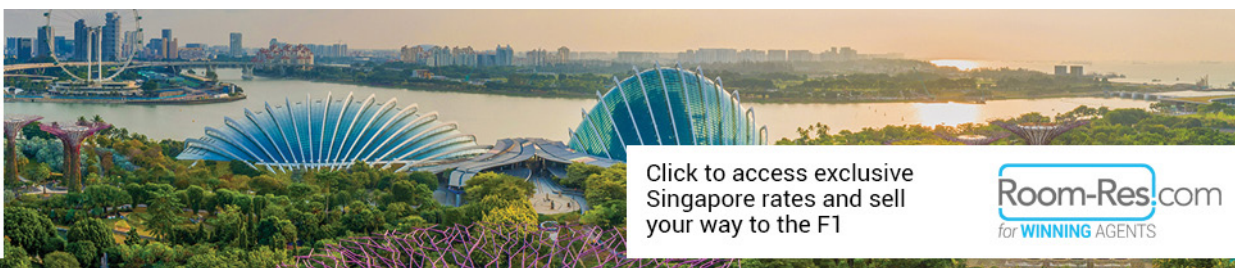 Click to access exclusive
Singapore rates and sell
your way to the F1
Room-Res.com
for WINNING AGENTS